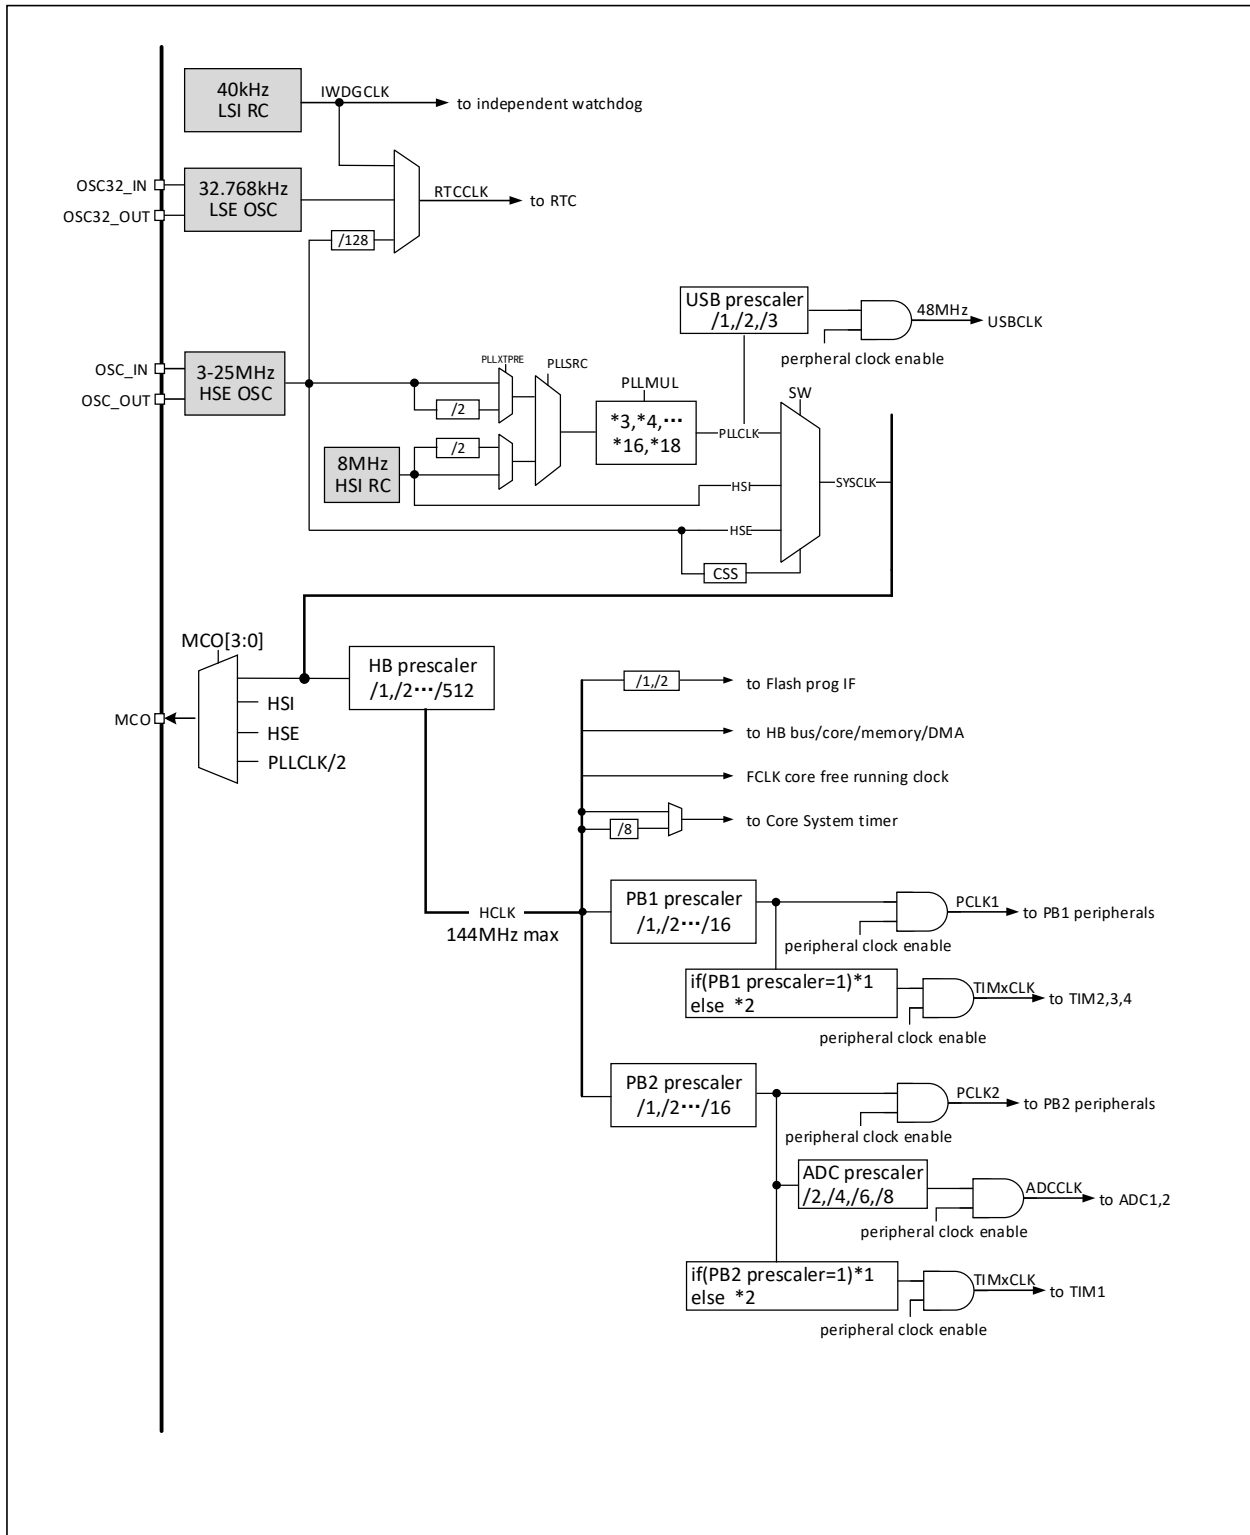 40kHz
LSI RC
IWDGCLK
to independent watchdog
OSC32_IN
OSC32_OUT
32.768kHz
LSE OSC
RTCCLK
to RTC
/128
USB prescaler
/1,/2,/3
48MHz
USBCLK
perpheral clock enable
OSC_IN
OSC_OUT
3-25MHz
HSE OSC
PLLXTPRE
PLLSRC
/2
PLLMUL
*3,*4,⋯
*16,*18
PLLCLK
SW
/2
8MHz
HSI RC
HSI
SYSCLK
HSE
CSS
MCO[3:0]
HSI
HSE
PLLCLK/2
MCO
HB prescaler
/1,/2⋯/512
/1,/2
to Flash prog IF
to HB bus/core/memory/DMA
FCLK core free running clock
/8
to Core System timer
HCLK
144MHz max
PB1 prescaler
/1,/2⋯/16
PCLK1
to PB1 peripherals
peripheral clock enable
if(PB1 prescaler=1)*1
else *2
TIMxCLK
to TIM2,3,4
peripheral clock enable
PB2 prescaler
/1,/2⋯/16
PCLK2
to PB2 peripherals
peripheral clock enable
ADC prescaler
/2,/4,/6,/8
ADCCLK
to ADC1,2
peripheral clock enable
if(PB2 prescaler=1)*1
else *2
TIMxCLK
to TIM1
peripheral clock enable